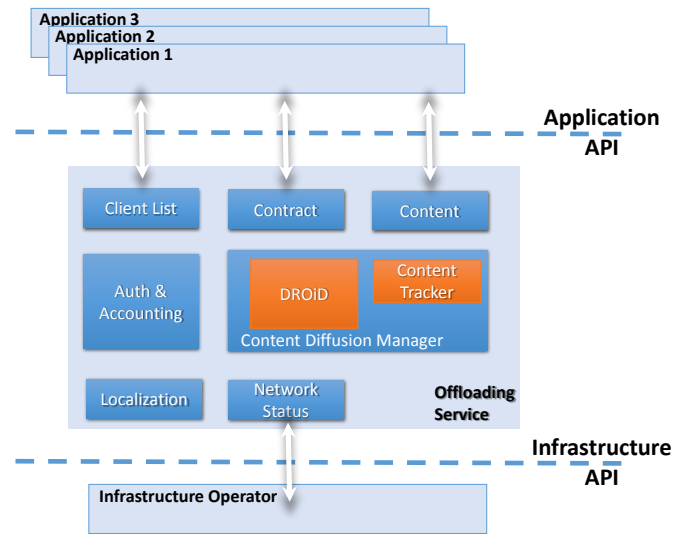 Application 3
Application 2
Application 1
Application
API
Client List
Contract
Content
Auth &
Accounting
DROiD
Content
Tracker
Content Diffusion Manager
Localization
Network
Status
Offloading
Service
Infrastructure
API
Infrastructure Operator